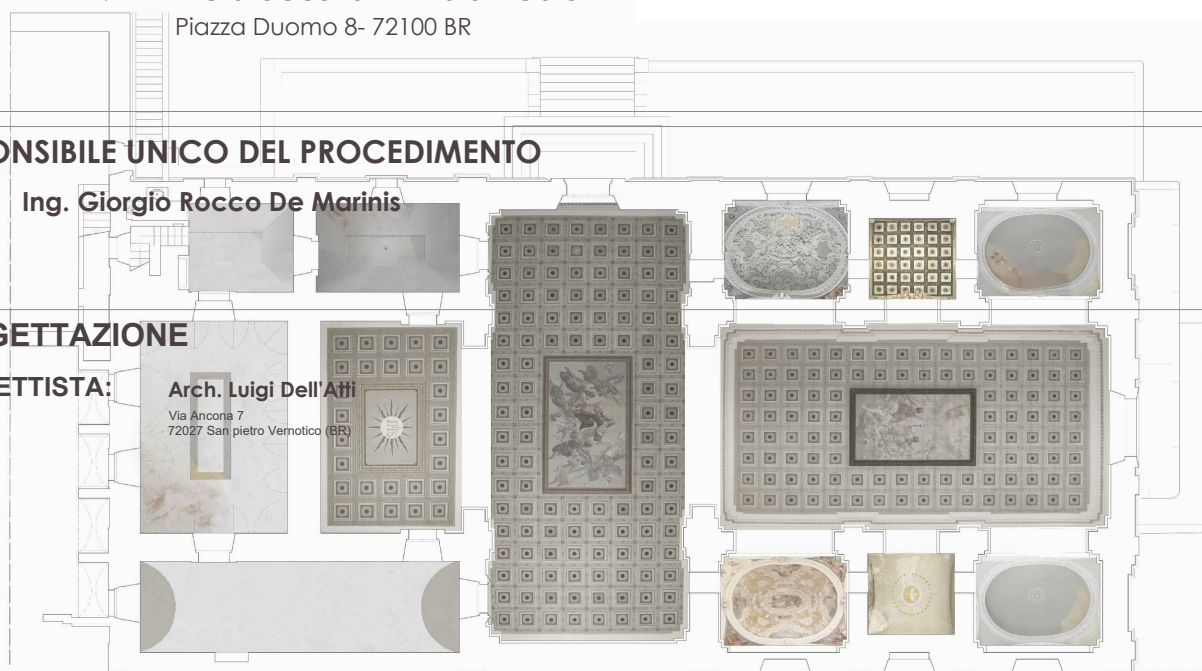 Piazza Duomo 8- 72100 BR
ONSIBILE UNICO DEL PROCEDIMENTO
Ing. Giorgio Rocco De Marinis
GETTAZIONE
ETTISTA: Arch. Luigi Dell'Atti
Via Ancona 7
72027 San pietro Vernotico (BR)